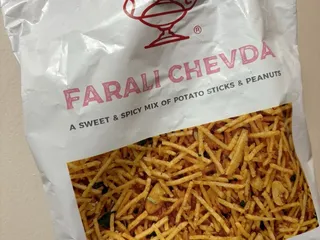 ®
FARALI CHEVDA
A SWEET & SPICY MIX OF POTATO STICKS & PEANUTS